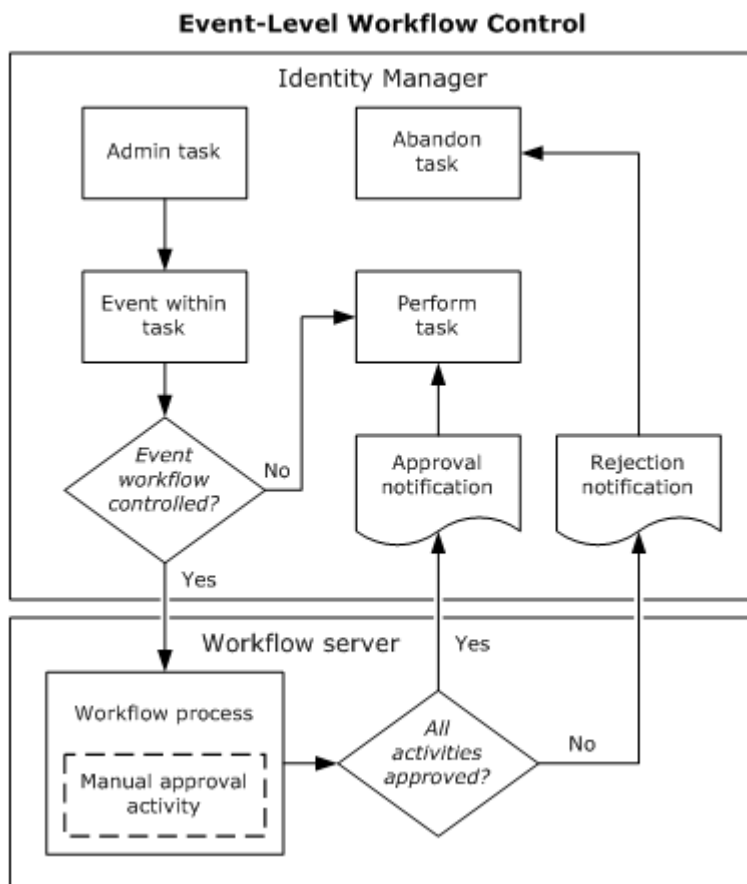 Event-Level Workflow Control
Identity Manager
Admin task
Abandon
task
Event within
task
Perform
task
Event
workflow
controlled?
No
Approval
notification
Rejection
notification
Yes
Workflow server
Yes
Workflow process
Manual approval
activity
All
activities
approved?
No